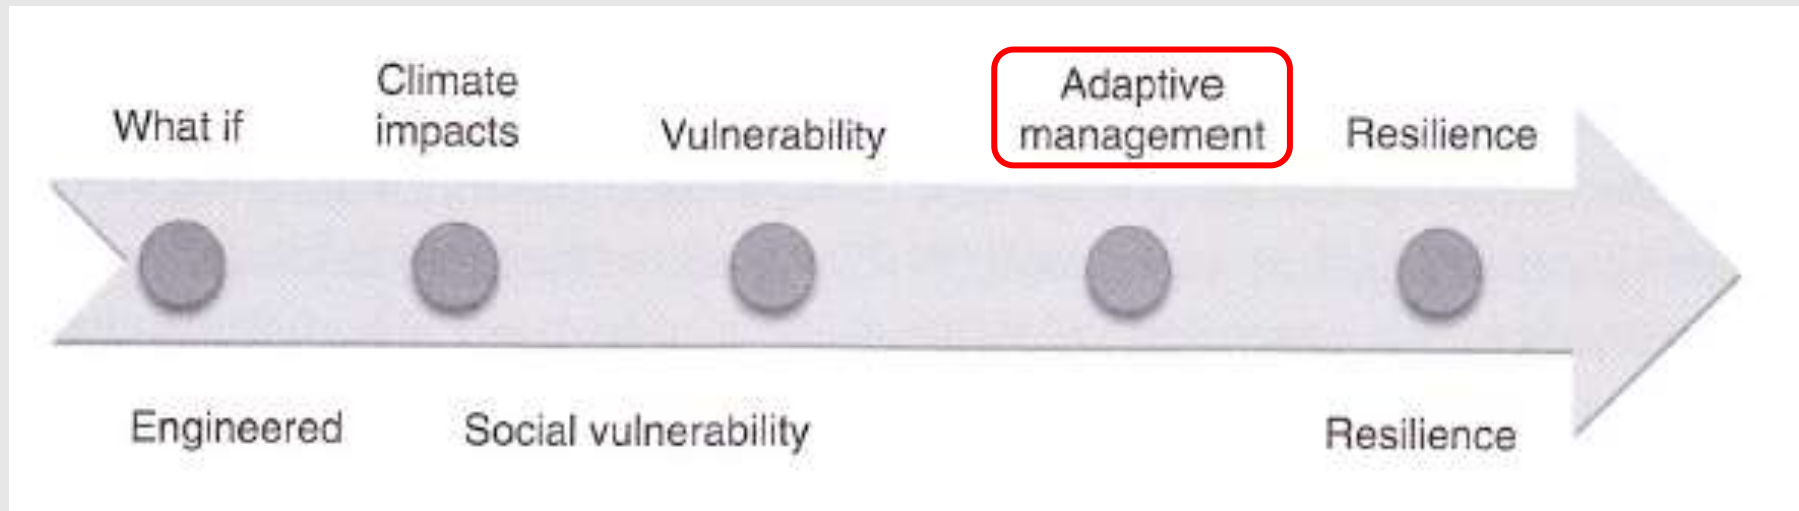 What if
Climate
impacts
Vulnerability
Adaptive
management
Resilience
Engineered
Social vulnerability
Resilience